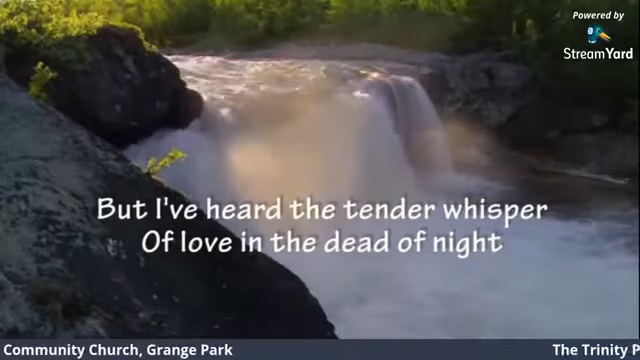 Powered by
StreamYard
But I've heard the tender whisper
Of love in the dead of night
Community Church, Grange Park
The Trinity P